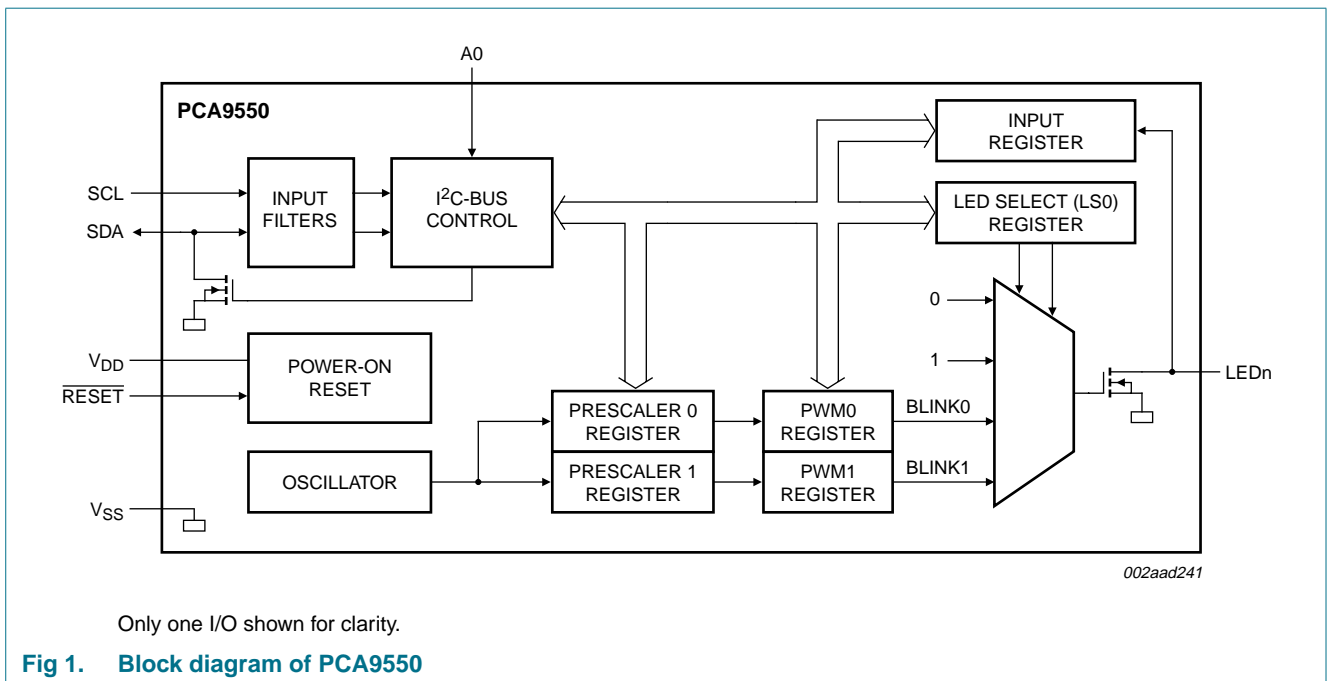 A0
PCA9550
SCL
SDA
INPUT
FILTERS
I²C-BUS
CONTROL
INPUT
REGISTER
LED SELECT (LS0)
REGISTER
0
1
VDD
RESET
POWER-ON
RESET
LEDn
PRESCALER 0
REGISTER
PWM0
REGISTER
BLINK0
OSCILLATOR
PRESCALER 1
REGISTER
PWM1
REGISTER
BLINK1
VSS
002aad241
Only one I/O shown for clarity.
Fig 1. Block diagram of PCA9550